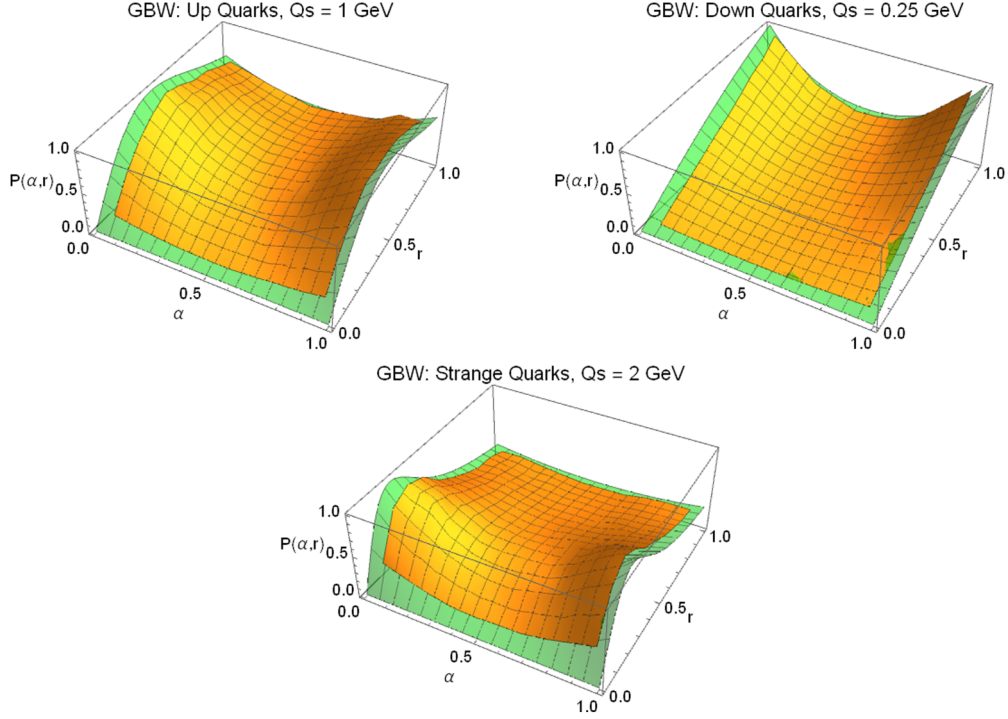 GBW: Up Quarks, Qs = 1 GeV
1.0
P(α,r) 0.5
0.0
0.0
0.5
α
1.0
0.0
0.5
r
1.0
GBW: Down Quarks, Qs = 0.25 GeV
1.0
P(α,r) 0.5
0.0
0.0
0.5
α
1.0
0.0
0.5
r
1.0
GBW: Strange Quarks, Qs = 2 GeV
1.0
P(α,r) 0.5
0.0
0.0
0.5
α
1.0
0.0
0.5
r
1.0